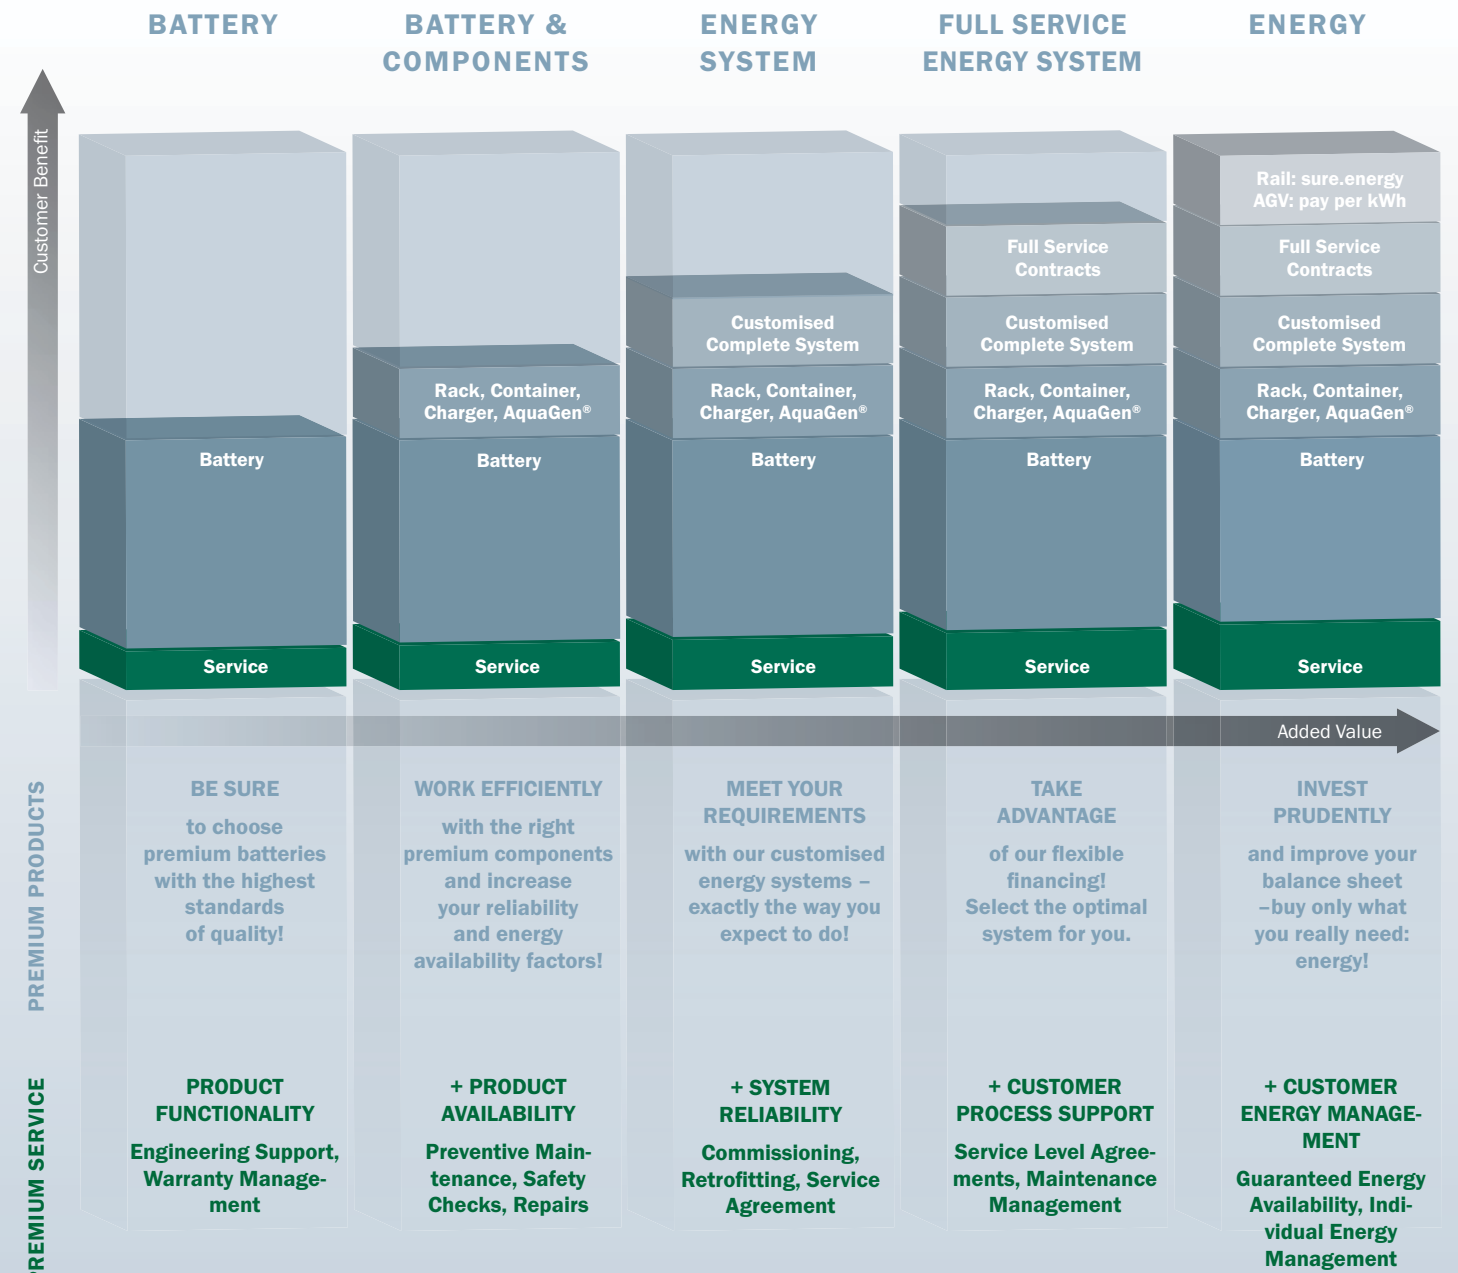 BATTERY
BATTERY &
COMPONENTS
ENERGY
SYSTEM
FULL SERVICE
ENERGY SYSTEM
ENERGY
Customer Benefit
Battery
Service
Rack, Container,
Charger, AquaGen®
Battery
Service
Customised
Complete System
Rack, Container,
Charger, AquaGen®
Battery
Service
Full Service
Contracts
Customised
Complete System
Rack, Container,
Charger, AquaGen®
Battery
Service
Rail: sure.energy
AGV: pay per kWh
Full Service
Contracts
Customised
Complete System
Rack, Container,
Charger, AquaGen®
Battery
Service
Added Value
PREMIUM PRODUCTS
BE SURE
to choose
premium batteries
with the highest
standards
of quality!
WORK EFFICIENTLY
with the right
premium components
and increase
your reliability
and energy
availability factors!
MEET YOUR
REQUIREMENTS
with our customised
energy systems –
exactly the way you
expect to do!
TAKE
ADVANTAGE
of our flexible
financing!
Select the optimal
system for you.
INVEST
PRUDENTLY
and improve your
balance sheet
–buy only what
you really need:
energy!
PREMIUM SERVICE
PRODUCT
FUNCTIONALITY
Engineering Support,
Warranty Manage-
ment
+ PRODUCT
AVAILABILITY
Preventive Main-
tenance, Safety
Checks, Repairs
+ SYSTEM
RELIABILITY
Commissioning,
Retrofitting, Service
Agreement
+ CUSTOMER
PROCESS SUPPORT
Service Level Agree-
ments, Maintenance
Management
+ CUSTOMER
ENERGY MANAGE-
MENT
Guaranteed Energy
Availability, Indi-
vidual Energy
Management